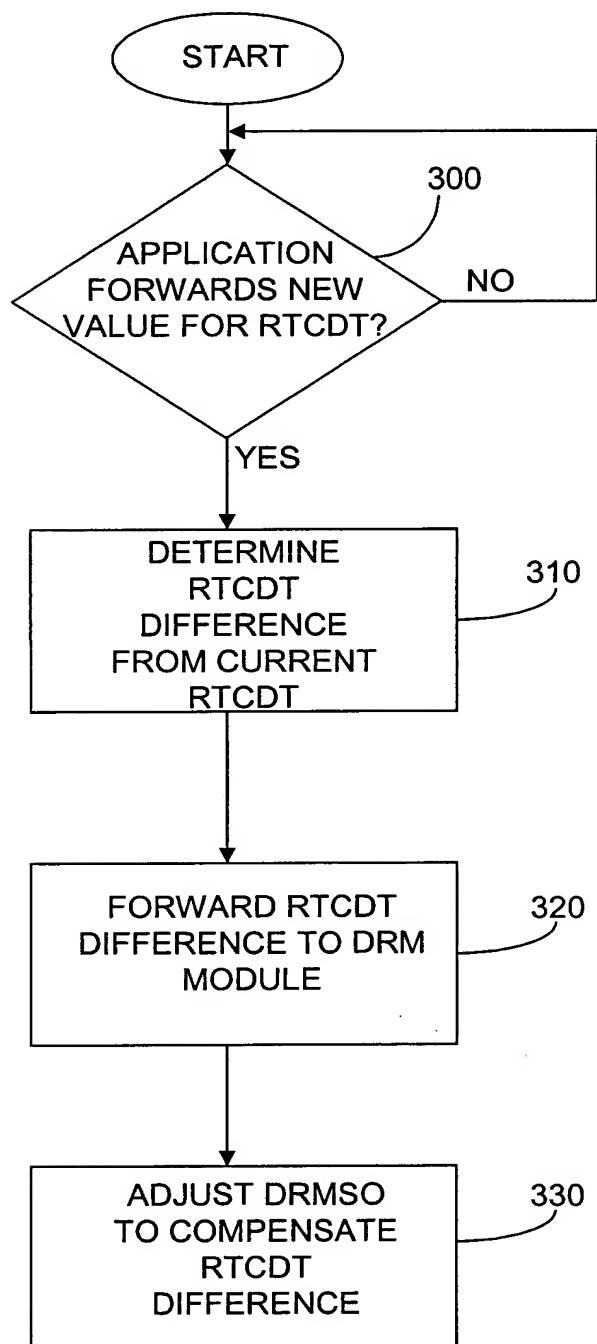 START
300
APPLICATION
FORWARDS NEW
VALUE FOR RTCDT?
NO
YES
DETERMINE
RTCDT
DIFFERENCE
FROM CURRENT
RTCDT
310
FORWARD RTCDT
DIFFERENCE TO DRM
MODULE
320
ADJUST DRMSO
TO COMPENSATE
RTCDT
DIFFERENCE
330